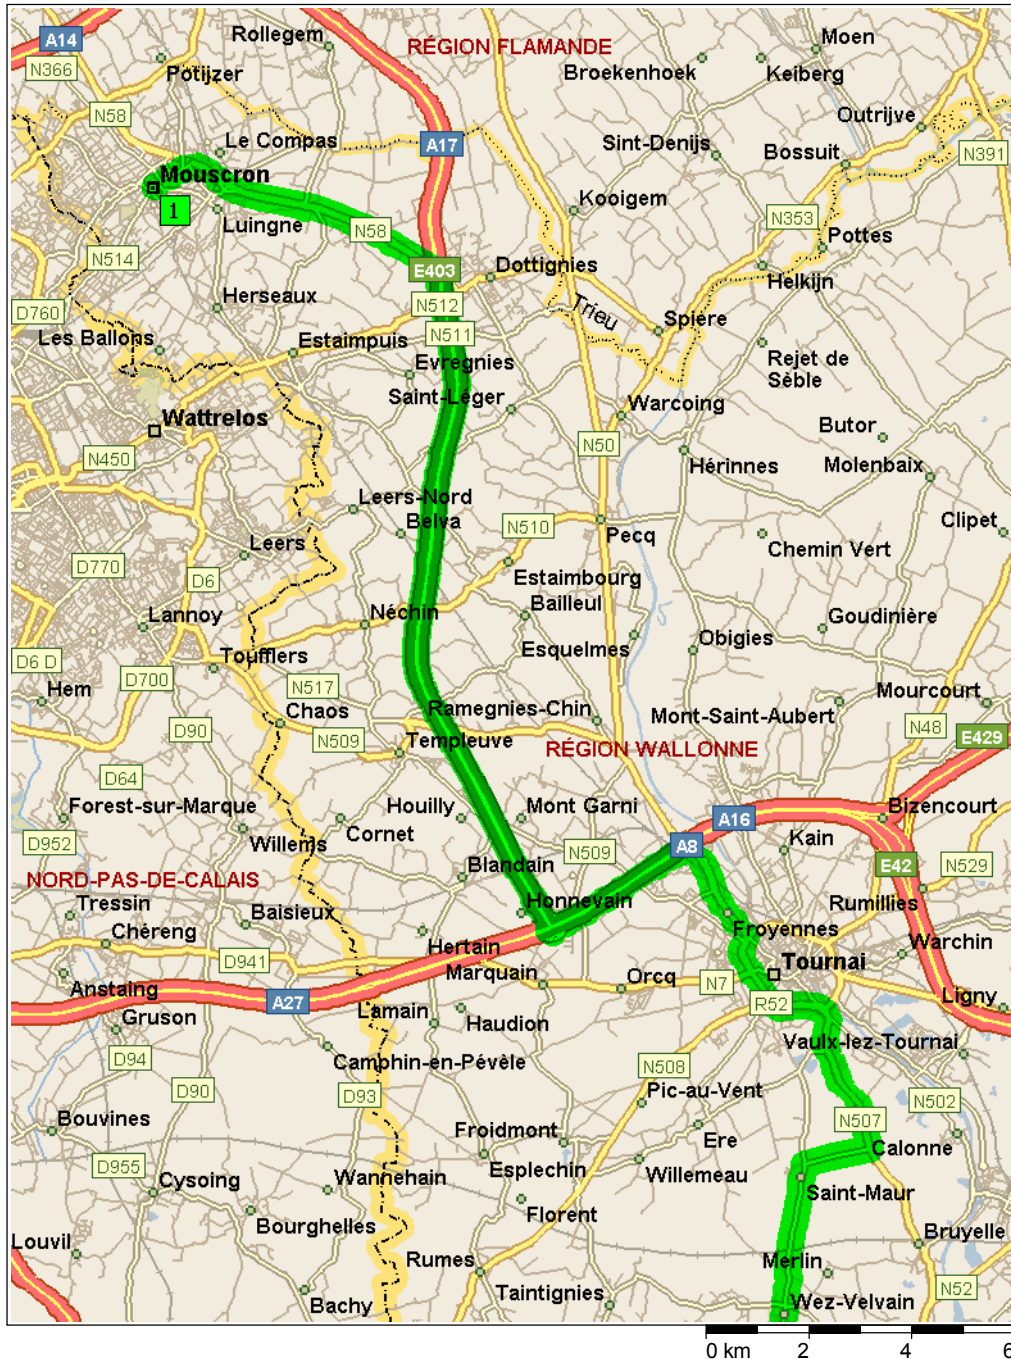 Rollegem
Moen
A14
RÉGION FLAMANDE
N366
Potijzer
Broekenhoek
Keiberg
N58
Outrijve
Le Compas
A17
Sint-Denijs
Bossuit
N391
Mouscron
1
Kooigem
N353
Luingne
N58
Pottes
N514
E403
Dottignies
Helkijn
Herseaux
N512
D760
Trieu
Spière
Les Ballons
Estaimpuis
N511
Evregnies
Rejet de
Sèble
Saint-Léger
Warcoing
Wattrelos
Butor
N450
N50
Hérinnes
Molenbaix
Leers-Nord
Belva
N510
Pecq
Clipet
Leers
Chemin Vert
D770
D6
Estaimbourg
Lannoy
Néchin
Bailleul
Goudinière
Esquelmes
Obigies
D6 D
Toufflers
D700
N517
Hem
Chaos
Ramegnies-Chin
Mont-Saint-Aubert
Mourcourt
D90
N509
Templeuve
RÉGION WALLONNE
N48
E429
D64
Forest-sur-Marque
Houilly
Mont Garni
A16
Bizencourt
D952
Willems
Cornet
A8
Kain
Blandain
N509
E42
N529
NORD-PAS-DE-CALAIS
Tressin
Baisieux
Honnevain
Froyennes
Rumillies
Chéreng
Hertain
Warchin
D941
Marquain
Tournai
Anstaing
A27
Orcq
N7
Ligny
Gruson
Lamain
Haudion
R52
Vaulx-lez-Tournai
D94
Camphin-en-Pévèle
N508
D90
D93
Pic-au-Vent
N502
Bouvines
N507
Froidmont
Ere
Calonne
D955
Cysoing
Wannehain
Esplechin
Willemeau
Saint-Maur
Bourghelles
Florent
Louvil
Bruyelle
Rumes
Merlin
Bachy
Taintignies
Wez-Velvain
N52
0 km
2
4
6